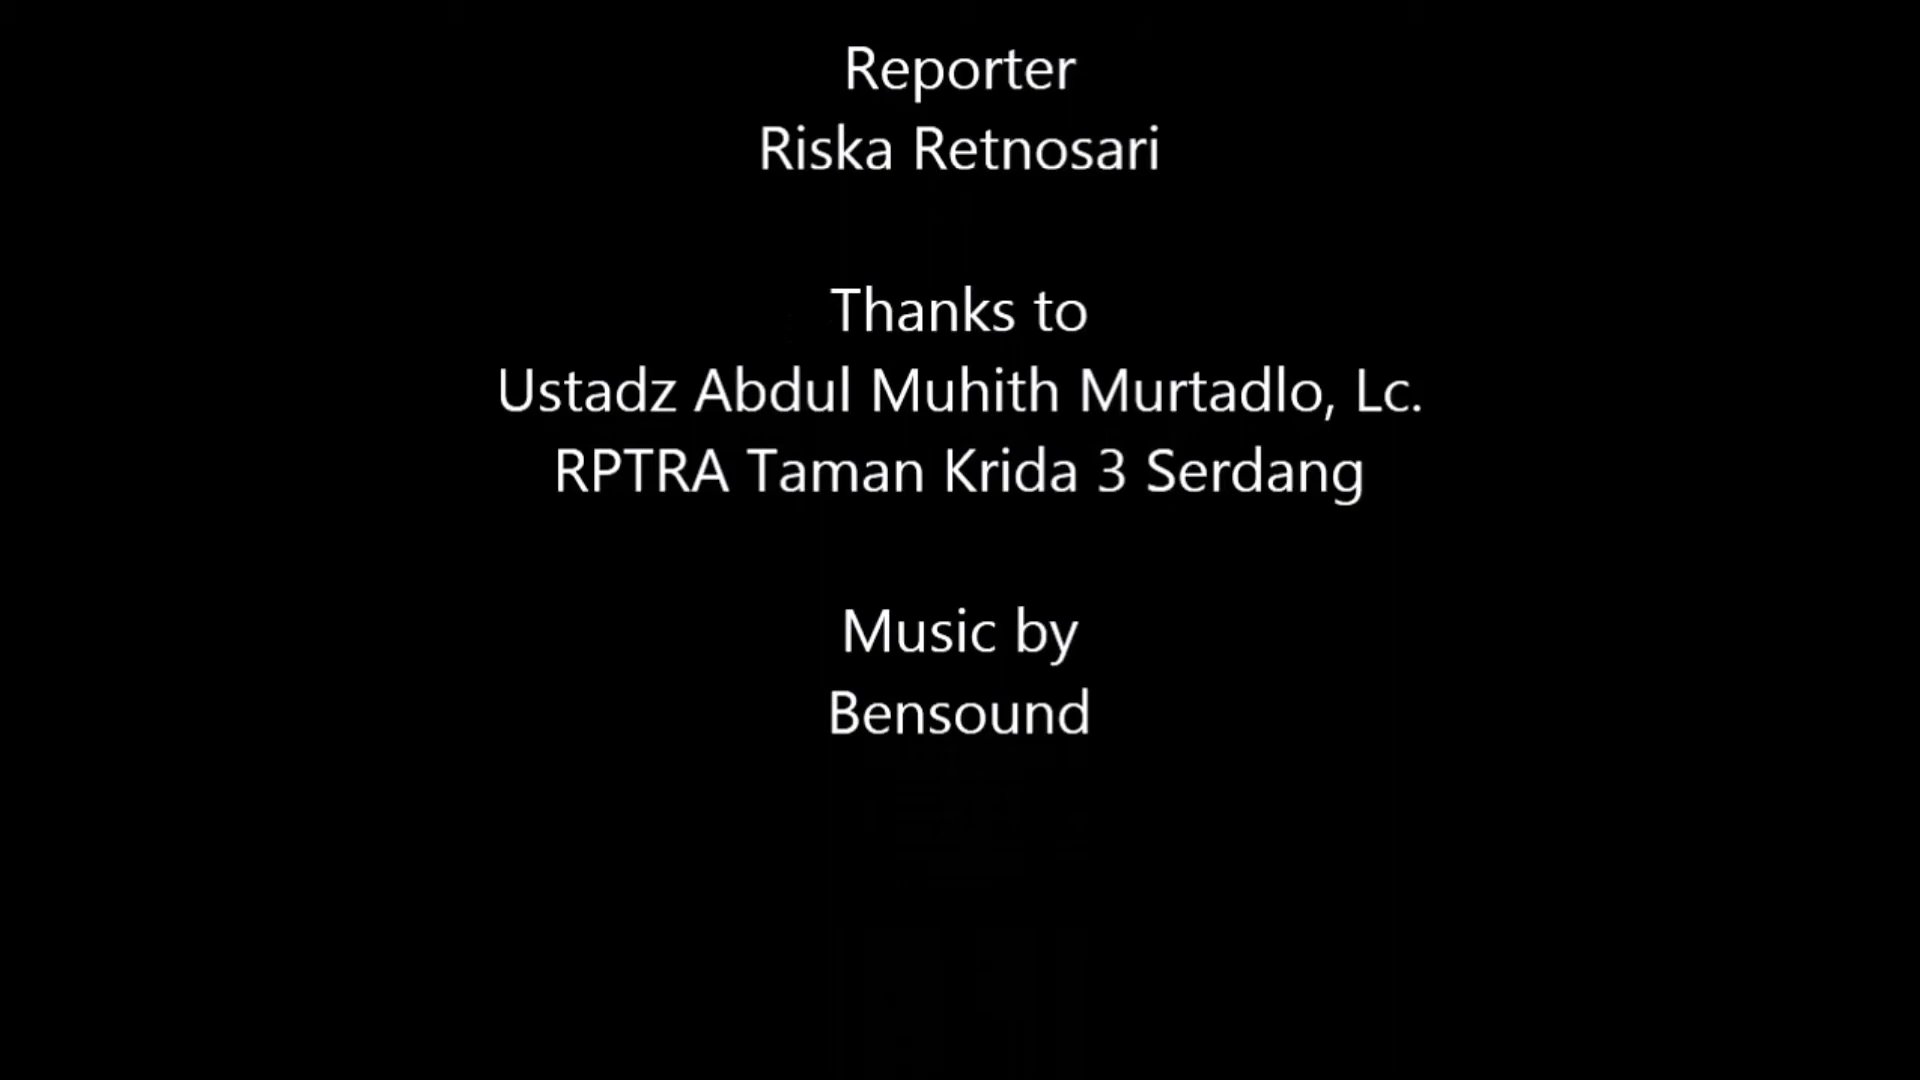 Reporter
Riska Retnosari
Thanks to
Ustadz Abdul Muhith Murtadlo, Lc.
RPTRA Taman Krida 3 Serdang
Music by
Bensound